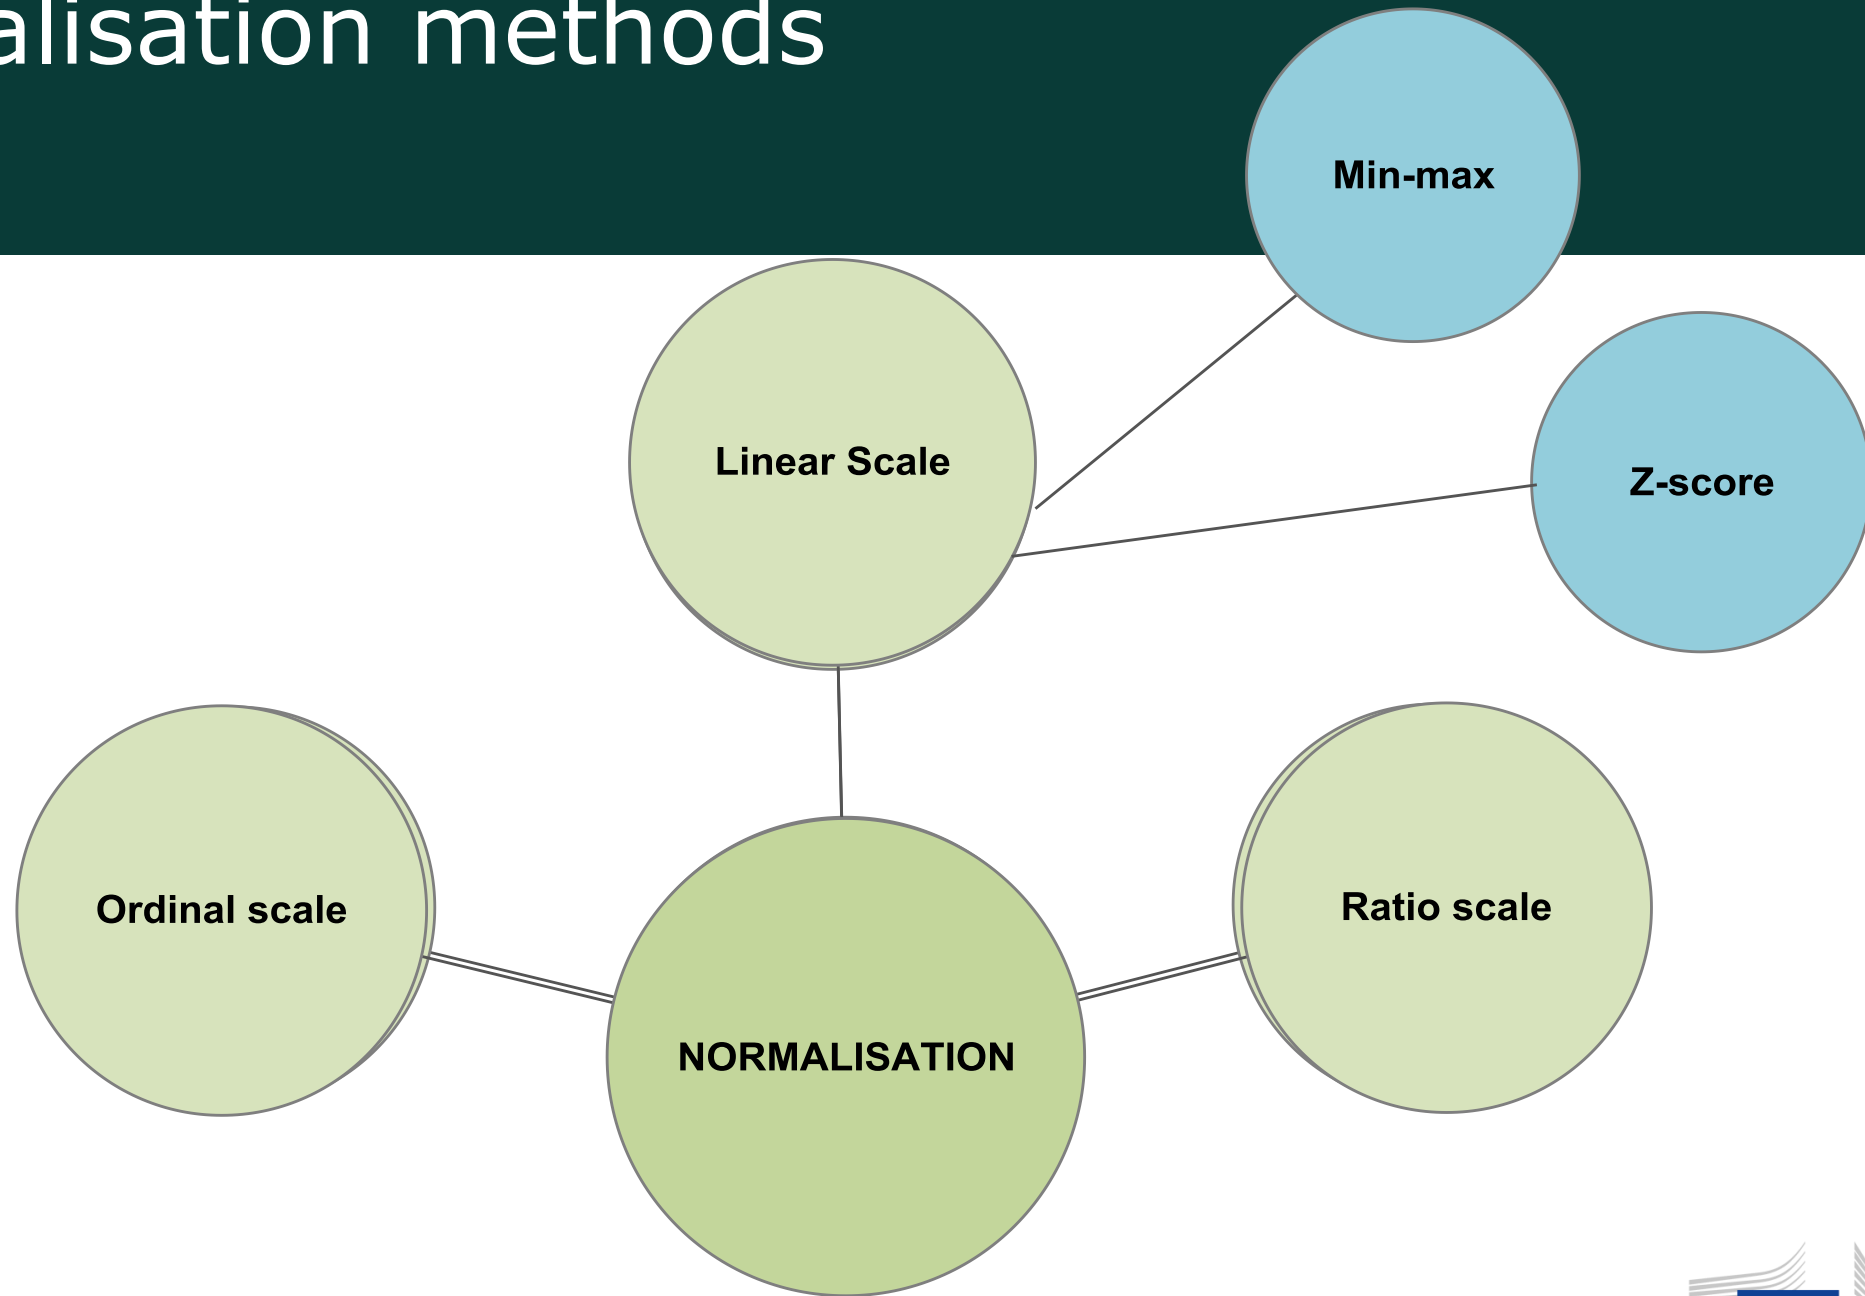 alisation methods
Min-max
Linear Scale
Z-score
Ordinal scale
Ratio scale
NORMALISATION